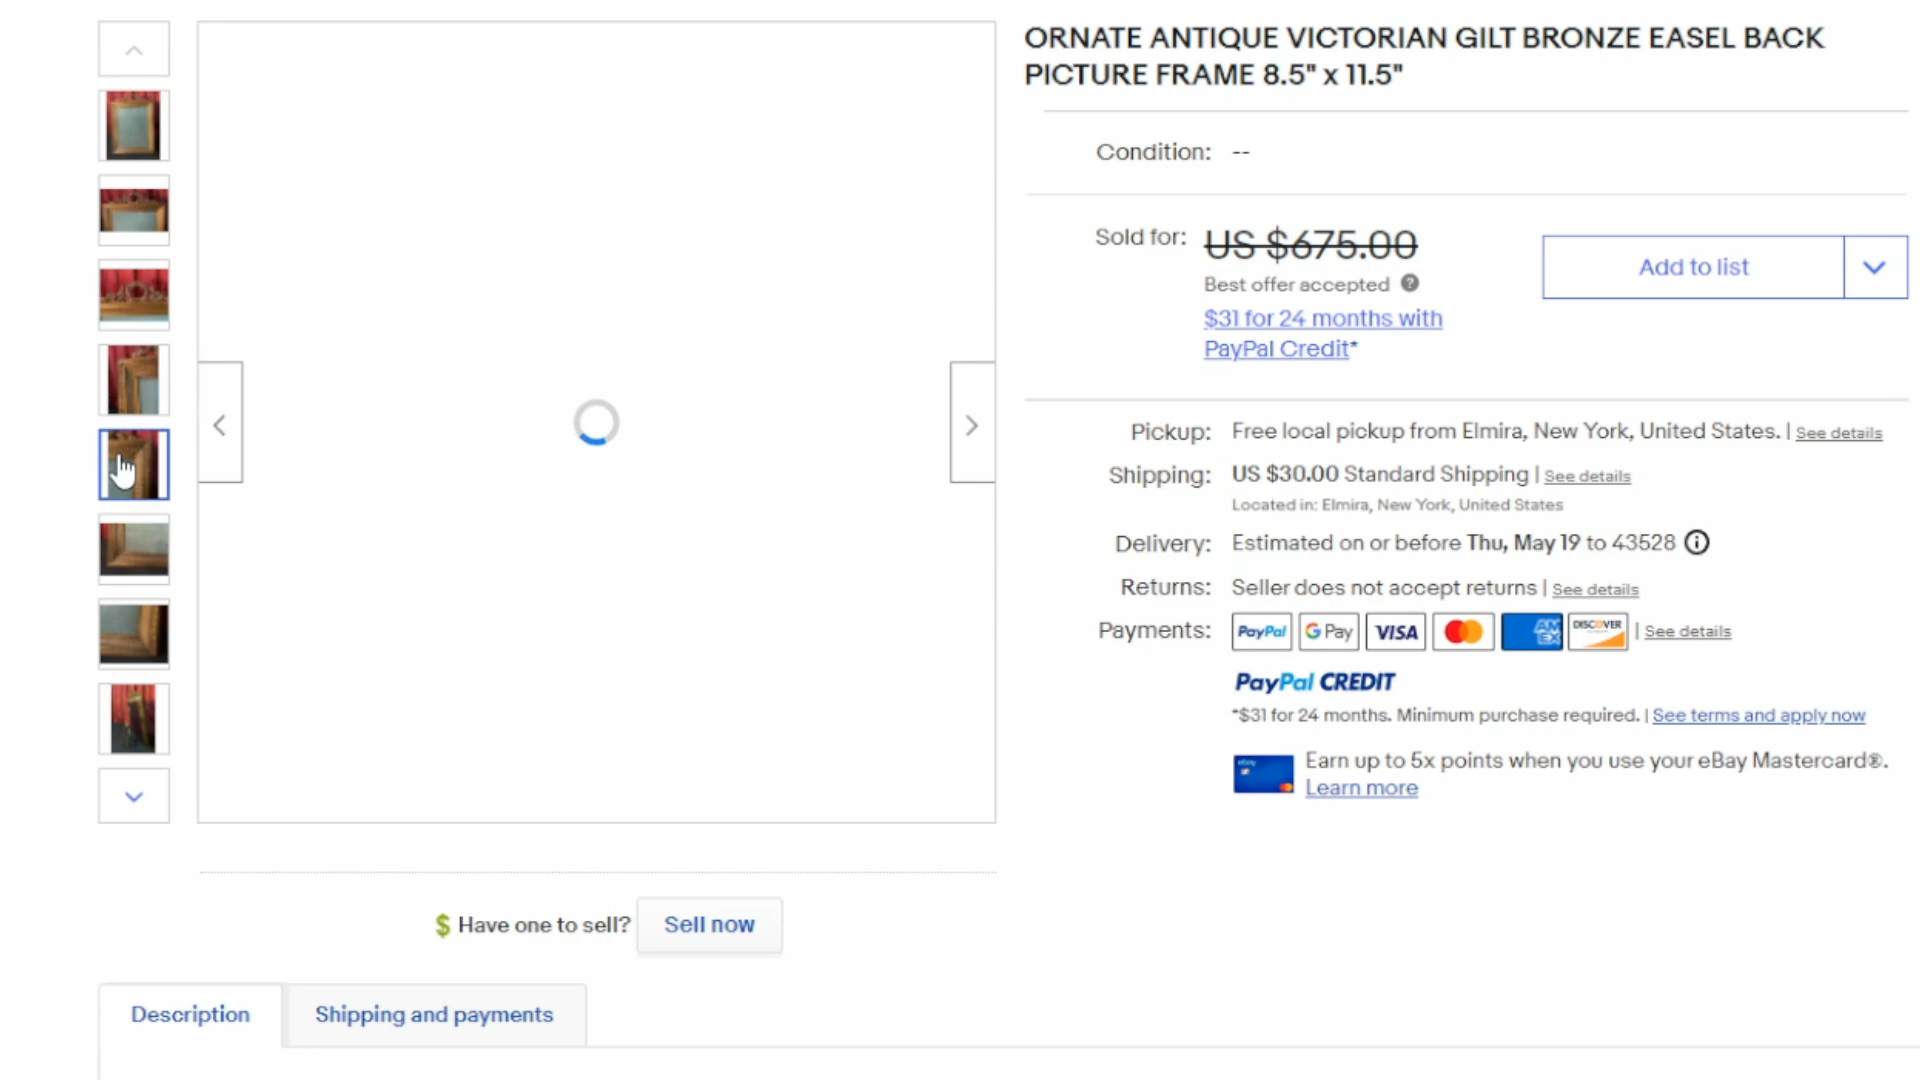 ORNATE ANTIQUE VICTORIAN GILT BRONZE EASEL BACK
PICTURE FRAME 8.5" x 11.5"
Condition: --
Sold for: US $675.00
Best offer accepted
$31 for 24 months with
PayPal Credit*
Add to list
Pickup: Free local pickup from Elmira, New York, United States. | See details
Shipping: US $30.00 Standard Shipping | See details
Located in: Elmira, New York, United States
Delivery: Estimated on or before Thu, May 19 to 43528
Returns: Seller does not accept returns | See details
Payments: PayPal G Pay VISA AM EX DISCOVER | See details
PayPal CREDIT
*$31 for 24 months. Minimum purchase required. | See terms and apply now
ebay
Earn up to 5x points when you use your eBay Mastercard®.
Learn more
$ Have one to sell? Sell now
Description Shipping and payments